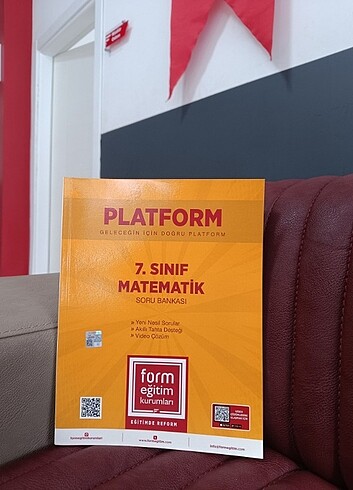 PLATFORM
GELECEĞİN İÇİN DOĞRU PLATFORM
7. SINIF
MATEMATİK
SORU BANKASI
» Yeni Nesil Sorular
» Akıllı Tahta Desteği
» Video Çözüm
form
eğitim
kurumları
EĞİTİMDE REFORM